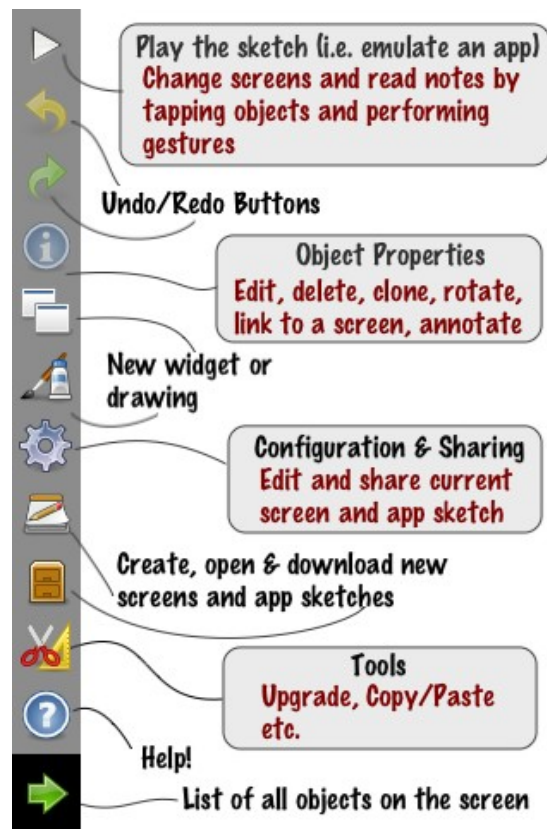 Play the sketch (i.e. emulate an app)
Change screens and read notes by
tapping objects and performing
gestures
Undo/Redo Buttons
Object Properties
Edit, delete, clone, rotate,
link to a screen, annotate
New widget or
drawing
Configuration & Sharing
Edit and share current
screen and app sketch
Create, open & download new
screens and app sketches
Tools
Upgrade, Copy/Paste
etc.
Help!
List of all objects on the screen